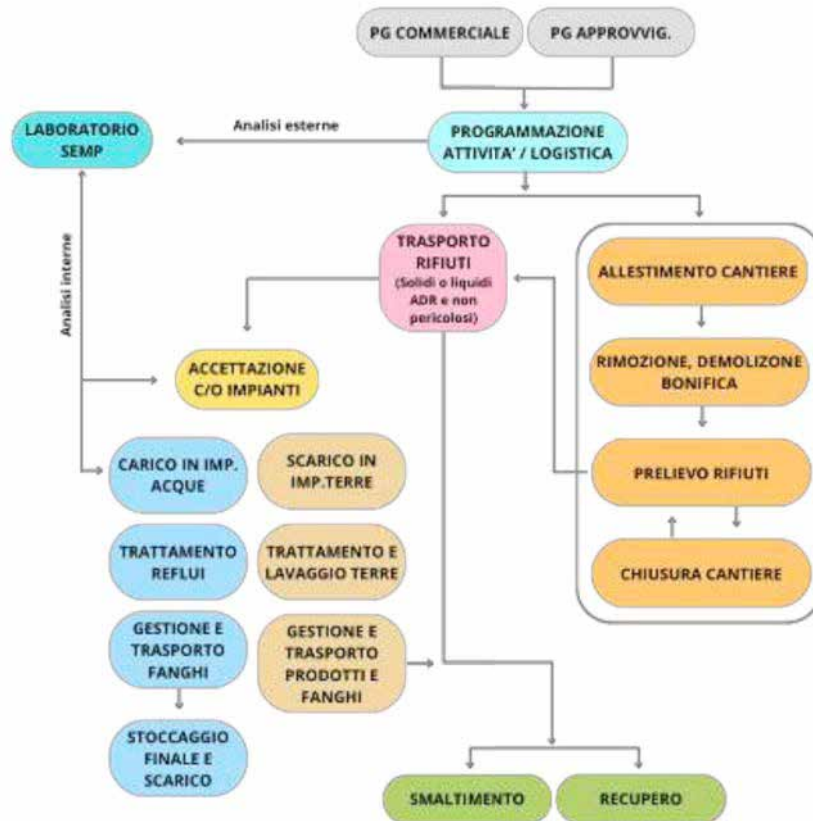 PG COMMERCIALE
PG APPROVVIG.
LABORATORIO
SEMP
Analisi esterne
PROGRAMMAZIONE
ATTIVITA' / LOGISTICA
Analisi interne
TRASPORTO
RIFIUTI
(Solidi o liquidi
ADR e non
pericolosi)
ALLESTIMENTO CANTIERE
ACCETTAZIONE
C/O IMPIANTI
RIMOZIONE, DEMOLIZONE
BONIFICA
CARICO IN IMP.
ACQUE
SCARICO IN
IMP.TERRE
PRELIEVO RIFIUTI
TRATTAMENTO
REFLUI
TRATTAMENTO E
LAVAGGIO TERRE
CHIUSURA CANTIERE
GESTIONE E
TRASPORTO
FANGHI
GESTIONE E
TRASPORTO
PRODOTTI E
FANGHI
STOCCAGGIO
FINALE E
SCARICO
SMALTIMENTO
RECUPERO